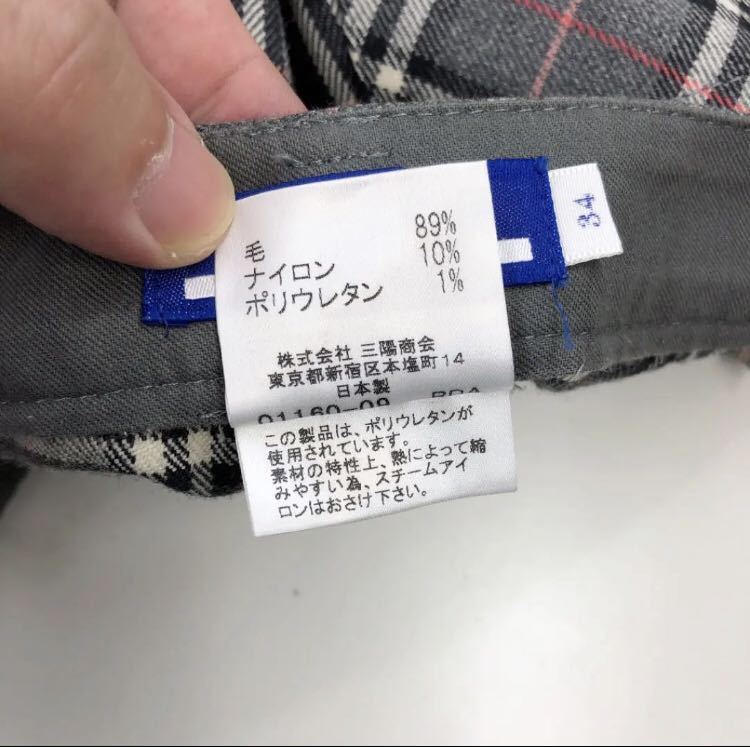 毛 89%
ナイロン 10%
ポリウレタン 1%
株式会社 三陽商会
東京都新宿区本塩町14
日本製
この製品は、ポリウレタンが
使用されています。
素材の特性上、熱によって縮
みやすい為、スチームアイ
ロンはおさけ下さい。
34